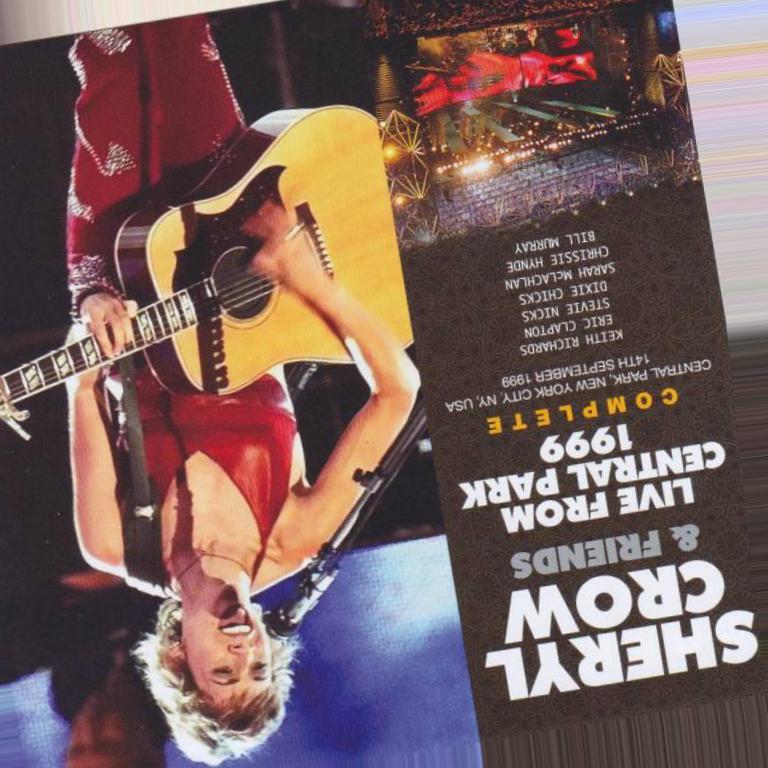 SHERYL
CROW
& FRIENDS
LIVE FROM
CENTRAL PARK
1999
COMPLETE
CENTRAL PARK, NEW YORK CITY, NY, USA
14TH SEPTEMBER 1999
KEITH RICHARDS
ERIC CLAPTON
STEVIE NICKS
DIXIE CHICKS
SARAH McLACHLAN
CHRISSIE HYNDE
BILL MURRAY